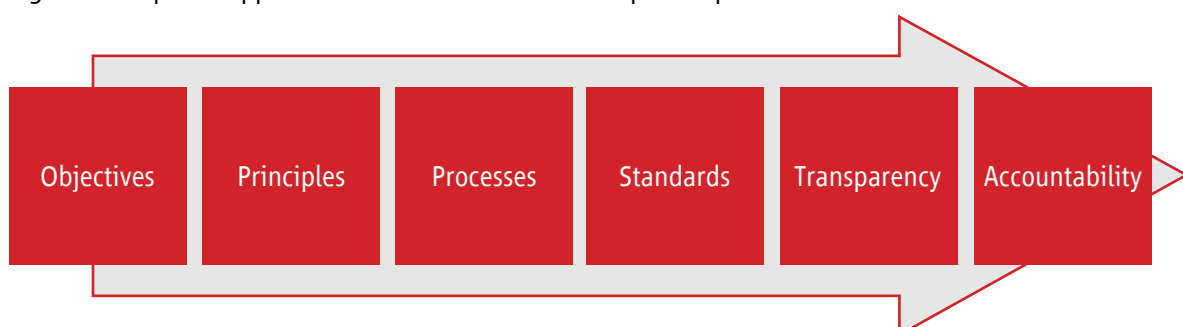 Objectives
Principles
Processes
Standards
Transparency
Accountability